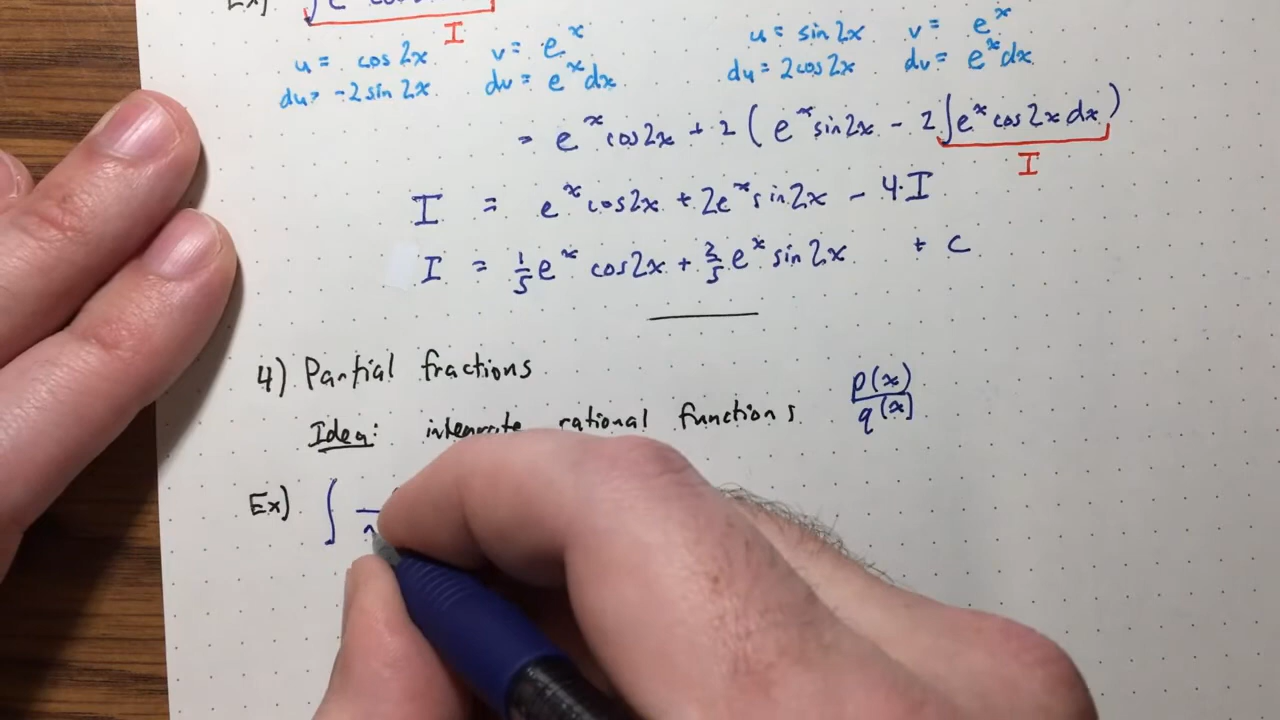 Ex)
I
u = cos 2x v = e^x u = sin 2x v = e^x
du = -2 sin 2x dv = e^x dx du = 2 cos 2x dv = e^x dx
= e^x cos 2x + 2 ( e^x sin 2x - 2 ∫ e^x cos 2x dx )
I
I = e^x cos 2x + 2e^x sin 2x - 4·I
I = 1/5 e^x cos 2x + 2/5 e^x sin 2x + C
4) Partial fractions
Idea: integrate rational functions p(x)/q(x)
Ex) ∫